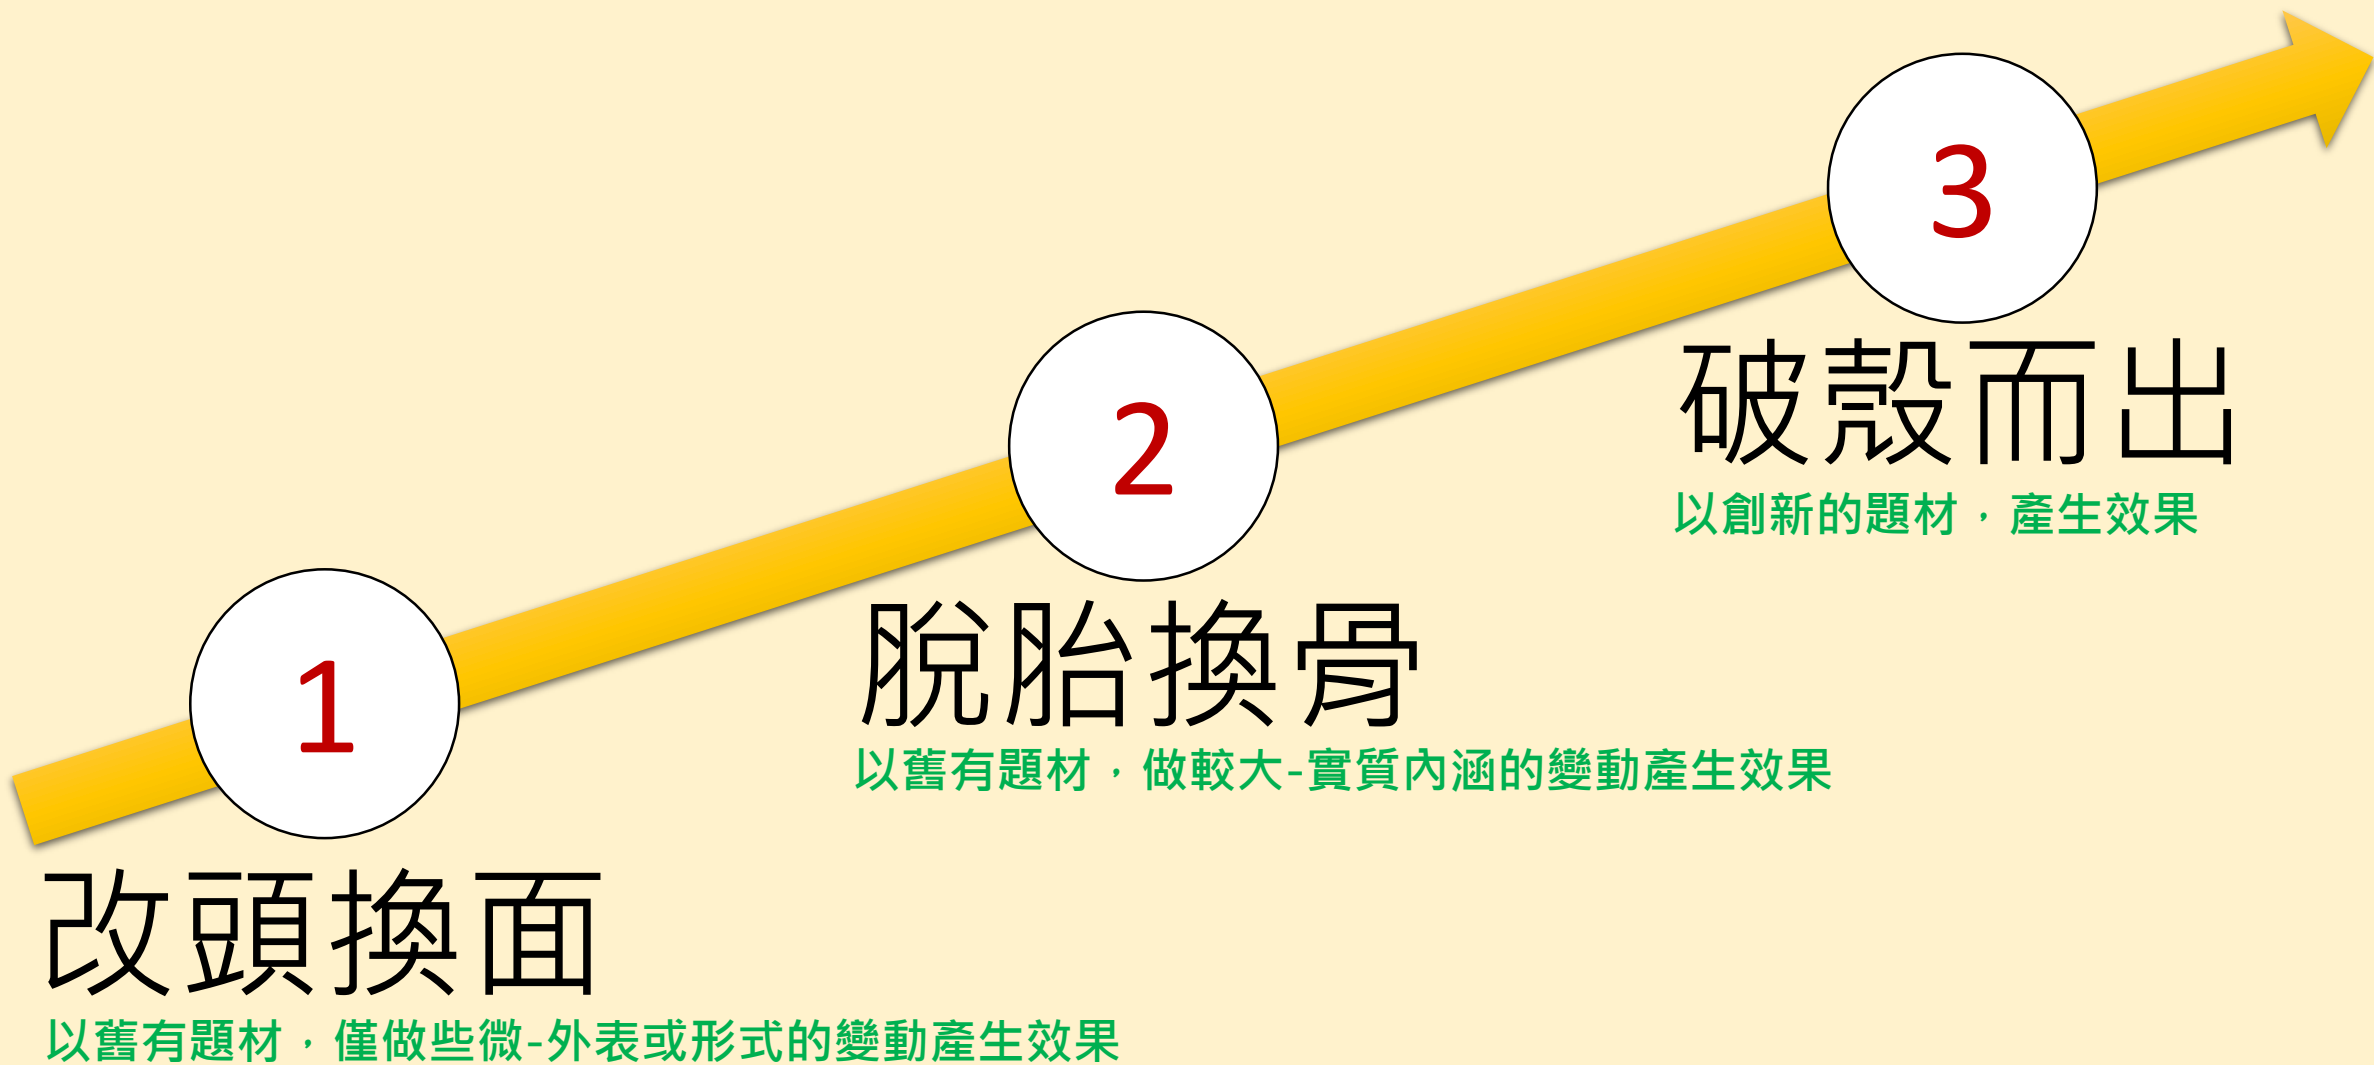 1
改頭換面
以舊有題材，僅做些微-外表或形式的變動產生效果
2
脫胎換骨
以舊有題材，做較大-實質內涵的變動產生效果
3
破殼而出
以創新的題材，產生效果